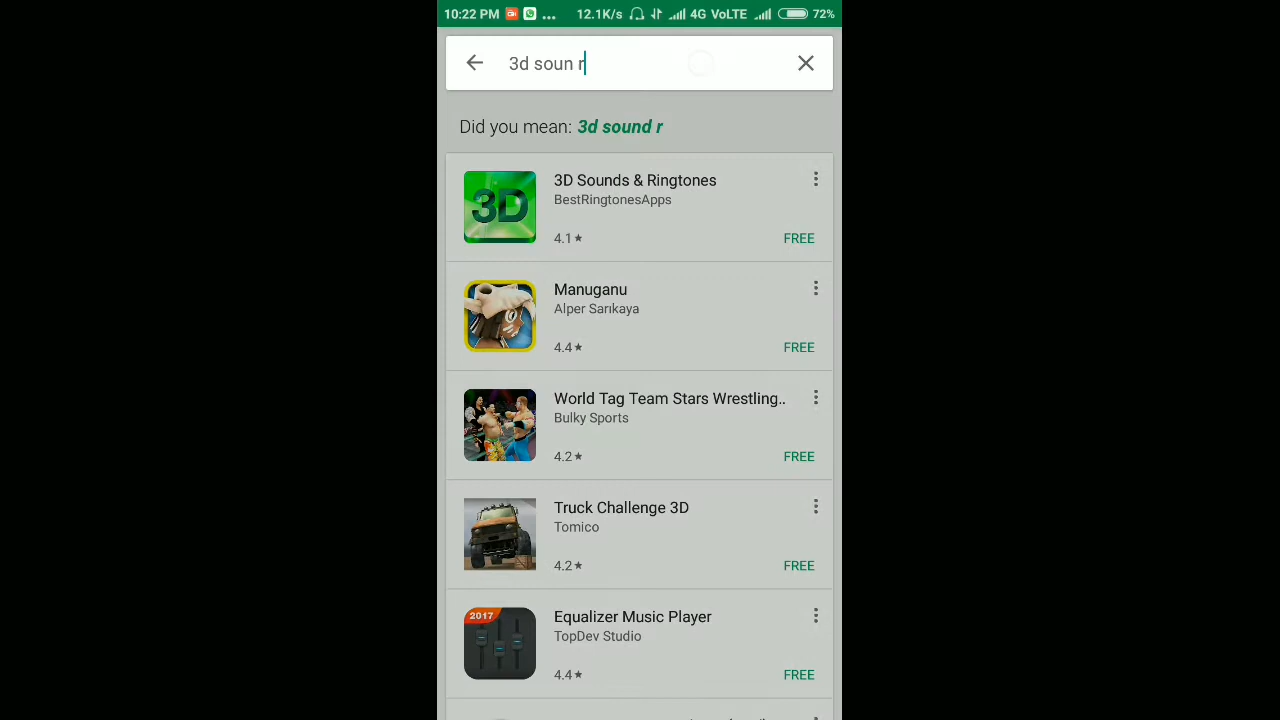 10:22 PM ... 12.1K/s 4G VoLTE 72%
3d soun r
Did you mean: 3d sound r
3D
3D Sounds & Ringtones
BestRingtonesApps
4.1★
FREE
Manuganu
Alper Sarıkaya
4.4★
FREE
World Tag Team Stars Wrestling..
Bulky Sports
4.2★
FREE
Truck Challenge 3D
Tomico
4.2★
FREE
2017
Equalizer Music Player
TopDev Studio
4.4★
FREE